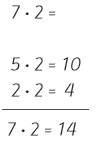 7 • 2 =
5 • 2 = 10
2 • 2 = 4
7 • 2 = 14